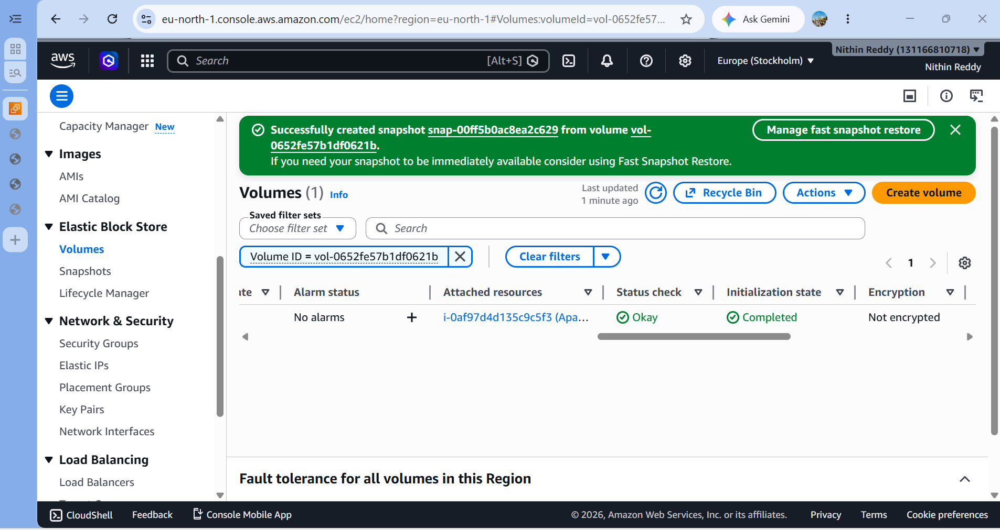 eu-north-1.console.aws.amazon.com/ec2/home?region=eu-north-1#Volumes:volumeId=vol-0652fe57...
Ask Gemini
aws
Search
[Alt+S]
Europe (Stockholm)
Nithin Reddy (131166810718)
Nithin Reddy
Capacity Manager New
Images
AMIs
AMI Catalog
Elastic Block Store
Volumes
Snapshots
Lifecycle Manager
Network & Security
Security Groups
Elastic IPs
Placement Groups
Key Pairs
Network Interfaces
Load Balancing
Load Balancers
Successfully created snapshot snap-00ff5b0ac8ea2c629 from volume vol-
0652fe57b1df0621b.
If you need your snapshot to be immediately available consider using Fast Snapshot Restore.
Manage fast snapshot restore
Volumes (1) Info
Last updated
1 minute ago
Recycle Bin
Actions
Create volume
Saved filter sets
Choose filter set
Search
Volume ID = vol-0652fe57b1df0621b
Clear filters
1
Alarm status
Attached resources
Status check
Initialization state
Encryption
No alarms
i-0af97d4d135c9c5f3 (Apa...
Okay
Completed
Not encrypted
Fault tolerance for all volumes in this Region
CloudShell
Feedback
Console Mobile App
© 2026, Amazon Web Services, Inc. or its affiliates.
Privacy
Terms
Cookie preferences